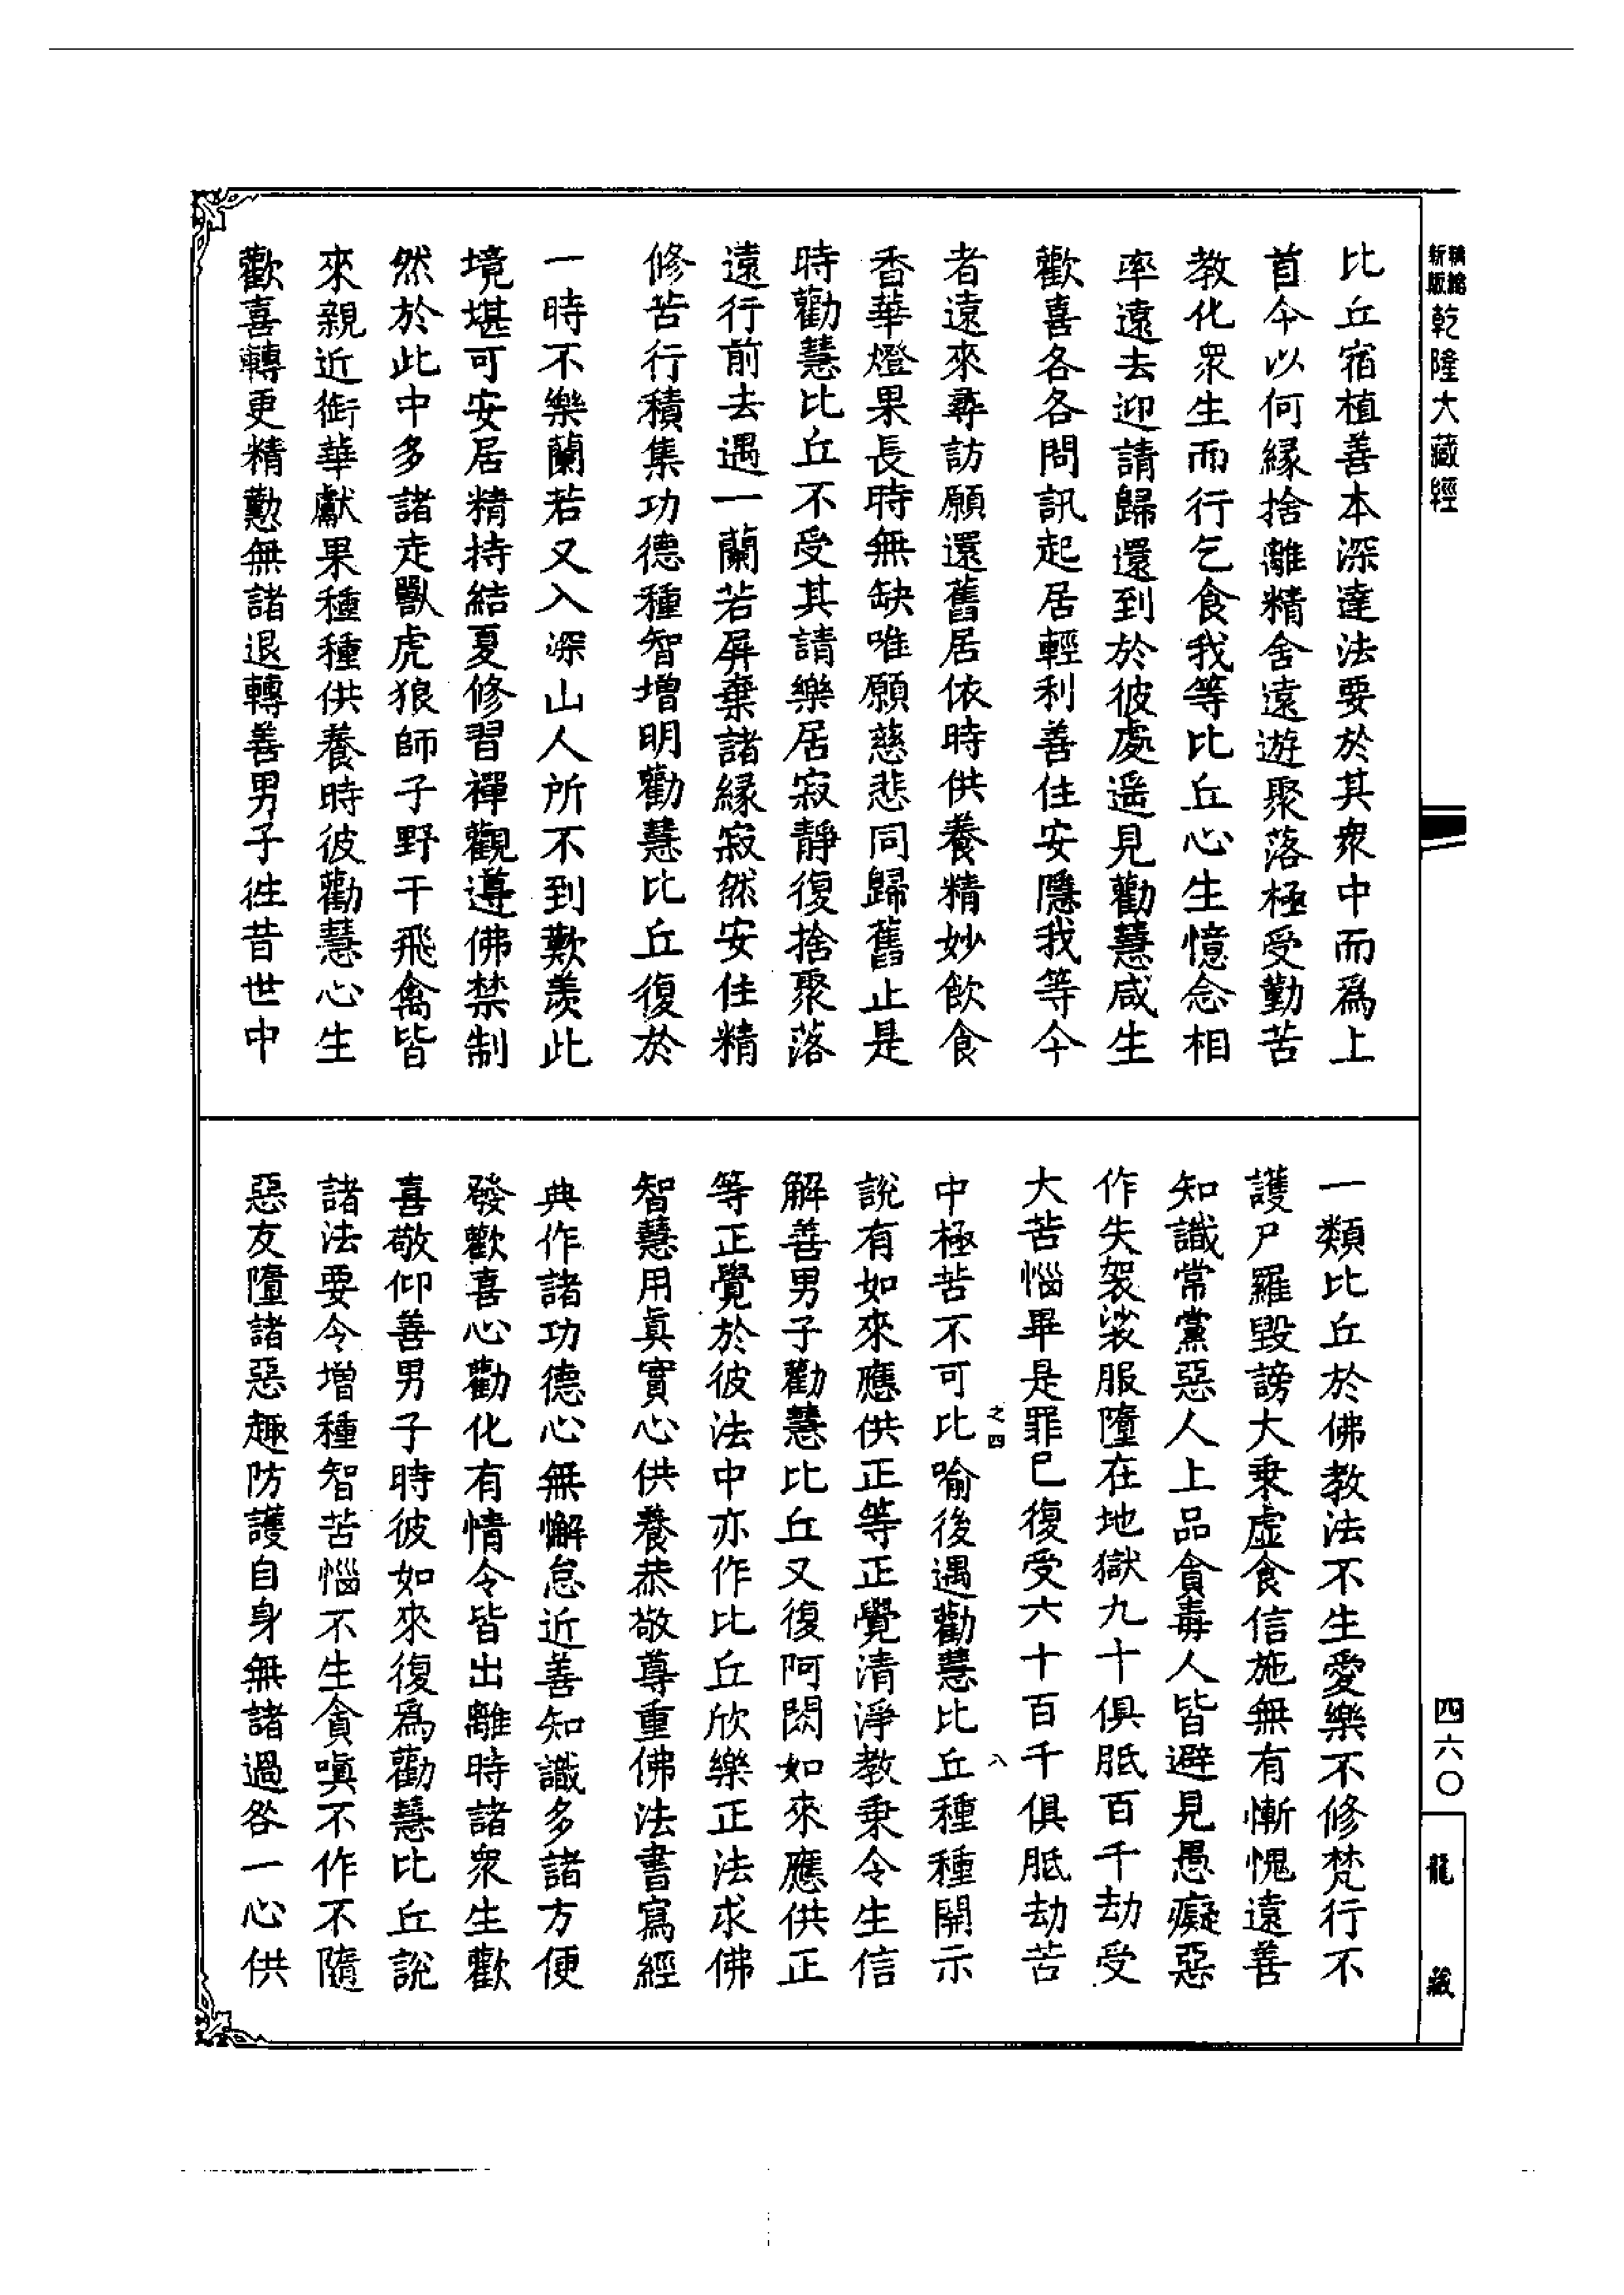 新版
精縮
乾隆大藏經
比丘宿植善本深達法要於其衆中而爲上
首今以何緣捨離精舍遠遊聚落極受勤苦
教化衆生而行乞食我等比丘心生憶念相
率遠去迎請歸還到於彼處遥見勸慧咸生
歡喜各各問訊起居輕利善住安隱我等今
者遠來尋訪願還舊居依時供養精妙飲食
香華燈果長時無缺唯願慈悲同歸舊止是
時勸慧比丘不受其請樂居寂靜復捨聚落
遠行前去遇一蘭若屏棄諸緣寂然安住精
修苦行積集功德種智增明勸慧比丘復於
一時不樂蘭若又入深山人所不到歎羨此
境堪可安居精持結夏修習禪觀遵佛禁制
然於此中多諸走獸虎狼師子野干飛禽皆
來親近銜華獻果種種供養時彼勸慧心生
歡喜轉更精懃無諸退轉善男子徃昔世中
一類比丘於佛教法不生愛樂不修梵行不
護尸羅毀謗大乗虚食信施無有慚愧遠善
知識常黨惡人上品貪毒人皆避見愚癡惡
作失袈裟服墮在地獄九十俱胝百千劫受
大苦惱畢是罪已復受六十百千俱胝劫苦
之四 八
中極苦不可比喻後遇勸慧比丘種種開示
說有如來應供正等正覺清淨教乗令生信
解善男子勸慧比丘又復阿閦如來應供正
等正覺於彼法中亦作比丘欣樂正法求佛
智慧用真實心供養恭敬尊重佛法書寫經
典作諸功德心無懈怠近善知識多諸方便
發歡喜心勸化有情令皆出離時諸衆生歡
喜敬仰善男子時彼如來復爲勸慧比丘說
諸法要令增種智苦惱不生貪嗔不作不隨
惡友墮諸惡趣防護自身無諸過咎一心供
四六〇
龍藏